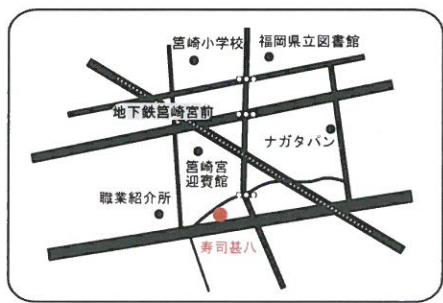 筥崎小学校
福岡県立図書館
地下鉄筥崎宮前
ナガタパン
筥崎宮
迎賓館
職業紹介所
寿司甚八